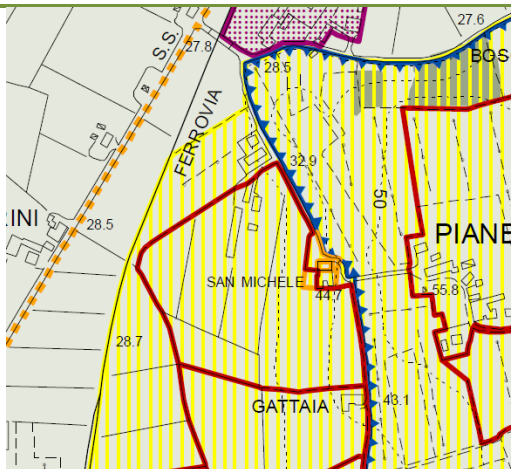 27.6
S.S.
27.8
BOS
28.5
FERROVIA
32.9
50
RINI
28.5
PIANE
SAN MICHELE
44.7
55.8
28.7
GATTAIA
43.1